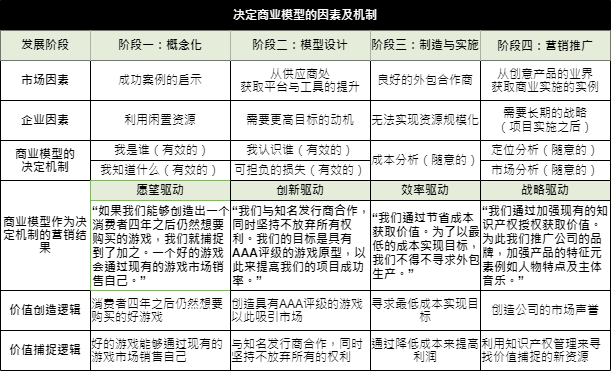 决定商业模型的因素及机制
发展阶段
阶段一：概念化
阶段二：模型设计
阶段三：制造与实施
阶段四：营销推广
市场因素
成功案例的启示
从供应商处
获取平台与工具的提升
良好的外包合作商
从创意产品的业界
获取商业实施的实例
企业因素
利用闲置资源
需要更高目标的动机
无法实现资源规模化
需要长期的战略
（项目实施之后）
商业模型的
决定机制
我是谁（有效的）
我知道什么（有效的）
我认识谁（有效的）
可负担的损失（有效的）
成本分析（随意的）
定位分析（随意的）
市场分析（随意的）
商业模型作为决
定机制的营销结
果
愿望驱动
创新驱动
效率驱动
战略驱动
“如果我们能够创造出一个
消费者四年之后仍然想要
购买的游戏，我们就捕捉
到了加之。一个好的游戏
会通过现有的游戏市场销
售自己。”
“我们与知名发行商合作，
同时坚持不放弃所有权
利。我们的目标是具有
AAA评级的游戏原型，以
此来提高我们的项目成功
率。”
“我们通过节省成本
获取价值。为了以最
低的成本实现目标，
我们不得不寻求外包
生产。”
“我们通过加强现有的知
识产权授权获取价值。
为此我们推广公司的品
牌，加强产品的特征元
素例如人物特点及主体
音乐。”
价值创造逻辑
消费者四年之后仍然想要
购买的好游戏
创造具有AAA评级的游戏
以此吸引市场
寻求最低成本实现目
标
创造公司的市场声誉
价值捕捉逻辑
好的游戏能够通过现有的
游戏市场销售自己
与知名发行商合作，同时
坚持不放弃所有的权利
通过降低成本来提高
利润
利用知识产权管理来寻
找价值捕捉的新资源